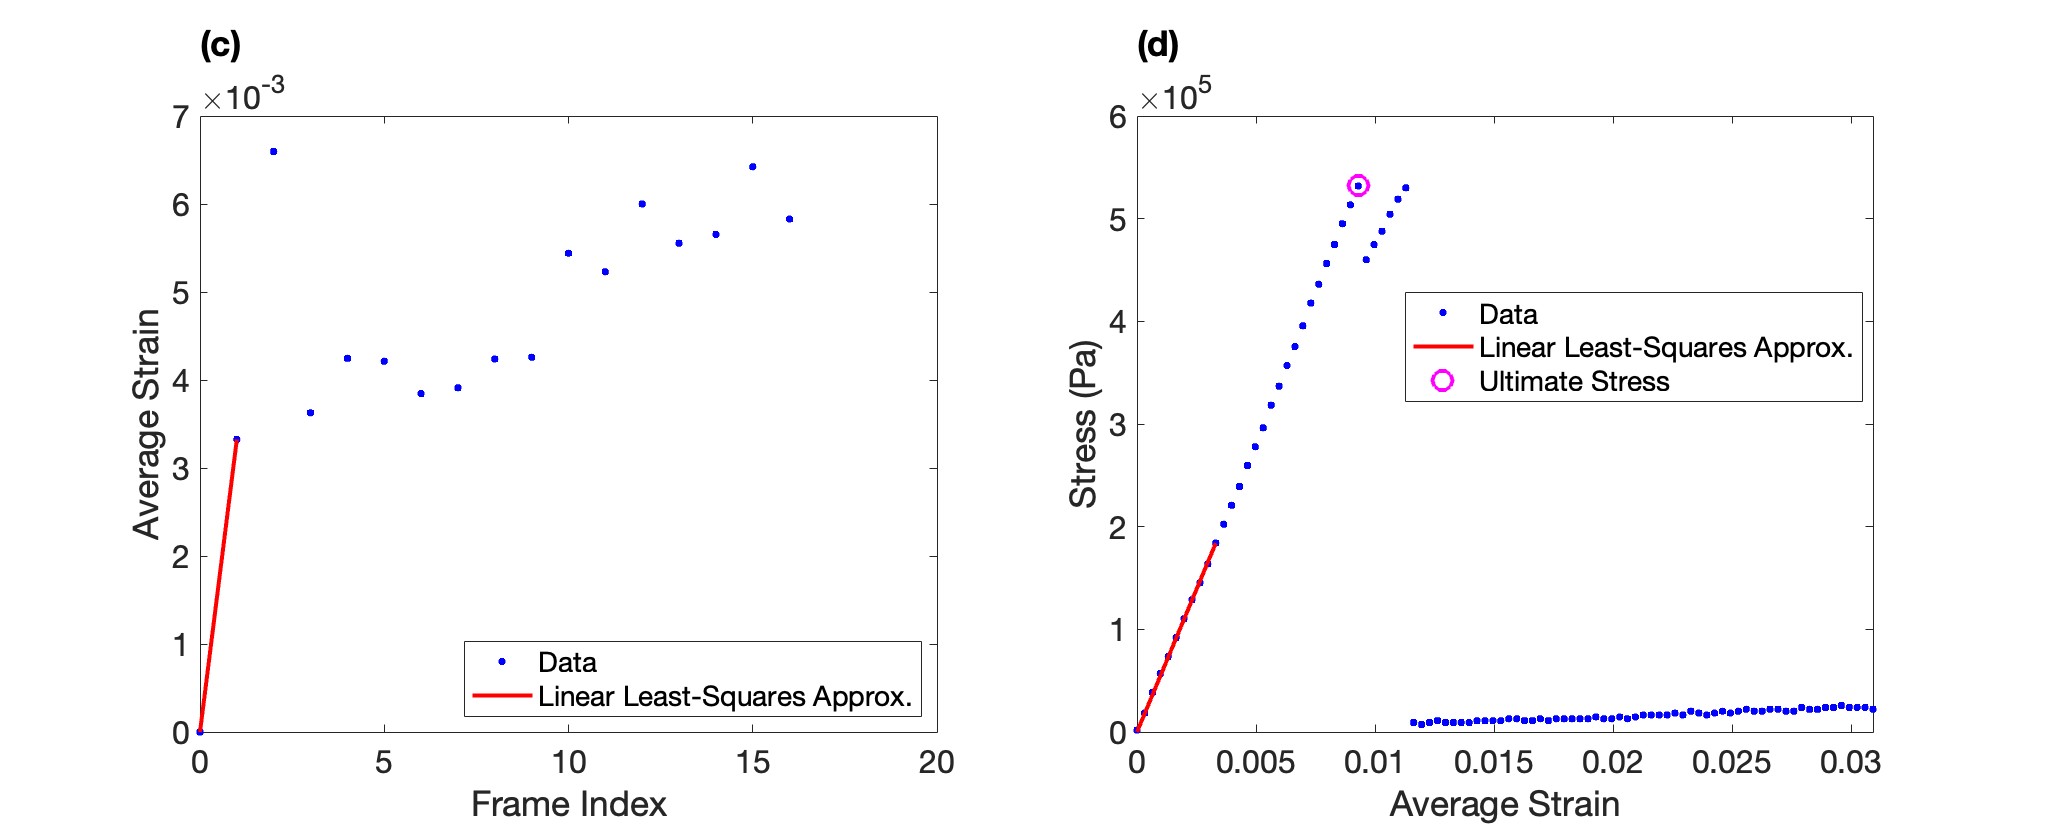 (c)
×10-3
7
6
5
4
3
2
1
0
0 5 10 15 20
Average Strain
Frame Index
Data
Linear Least-Squares Approx.
(d)
×105
6
5
4
3
2
1
0
0 0.005 0.01 0.015 0.02 0.025 0.03
Stress (Pa)
Average Strain
Data
Linear Least-Squares Approx.
Ultimate Stress